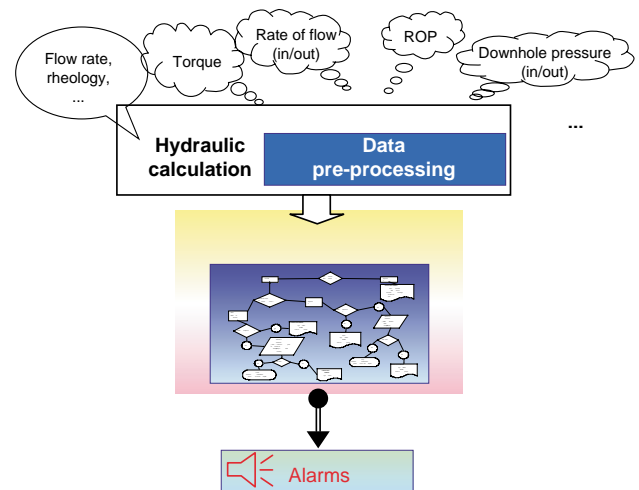 Flow rate,
rheology,
...
Torque
Rate of flow
(in/out)
ROP
Downhole pressure
(in/out)
...
Hydraulic
calculation
Data
pre-processing
Alarms